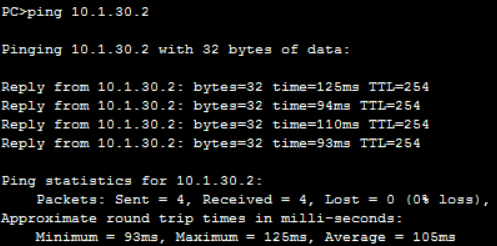 PC>ping 10.1.30.2
Pinging 10.1.30.2 with 32 bytes of data:
Reply from 10.1.30.2: bytes=32 time=125ms TTL=254
Reply from 10.1.30.2: bytes=32 time=94ms TTL=254
Reply from 10.1.30.2: bytes=32 time=110ms TTL=254
Reply from 10.1.30.2: bytes=32 time=93ms TTL=254
Ping statistics for 10.1.30.2:
Packets: Sent = 4, Received = 4, Lost = 0 (0% loss),
Approximate round trip times in milli-seconds:
Minimum = 93ms, Maximum = 125ms, Average = 105ms